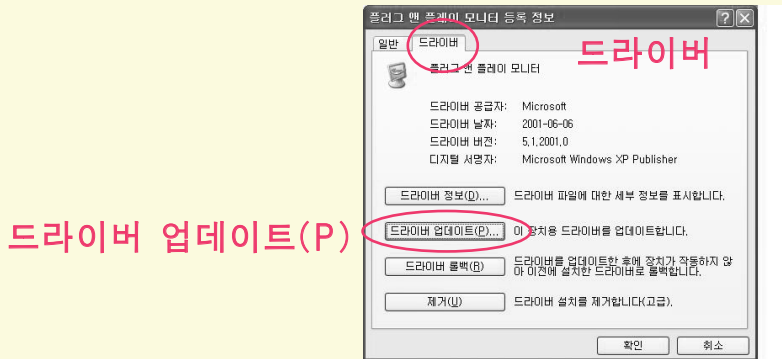 플러그 앤 플레이 모니터 등록 정보
일반
드라이버
드라이버
플러그 앤 플레이 모니터
드라이버 공급자: Microsoft
드라이버 날짜: 2001-06-06
드라이버 버전: 5.1.2001.0
디지털 서명자: Microsoft Windows XP Publisher
드라이버 정보(D)... 드라이버 파일에 대한 세부 정보를 표시합니다.
드라이버 업데이트(P)
드라이버 업데이트(P)... 이 장치용 드라이버를 업데이트합니다.
드라이버 롤백(R) 드라이버를 업데이트한 후에 장치가 작동하지 않
아 이전에 설치한 드라이버로 롤백합니다.
제거(U) 드라이버 설치를 제거합니다(고급).
확인 취소